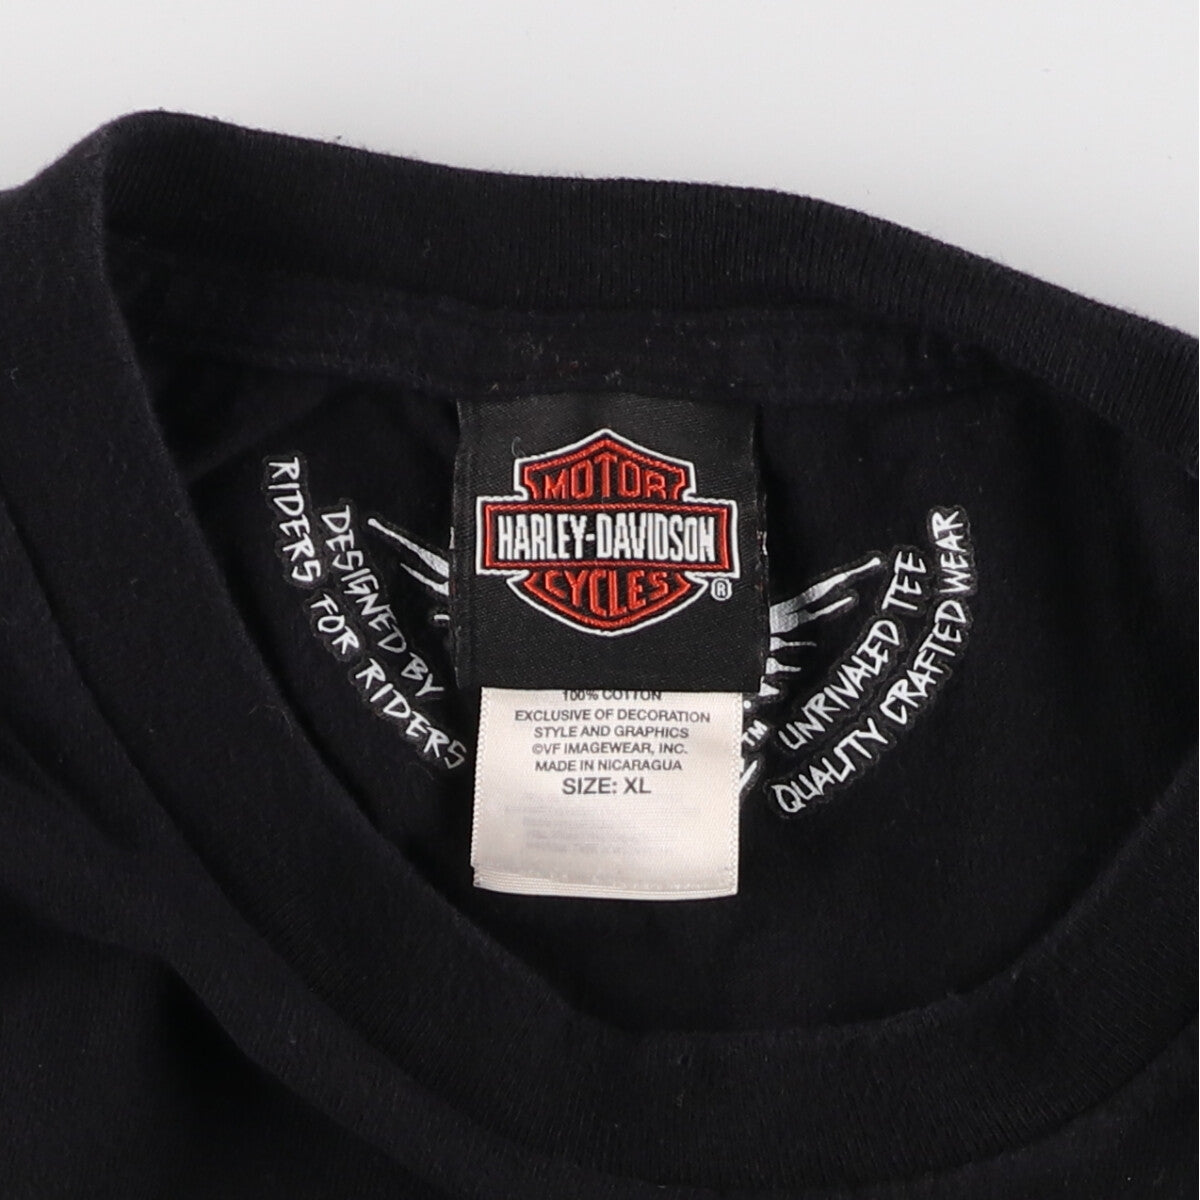 MOTOR
HARLEY-DAVIDSON
CYCLES
®
DESIGNED BY
RIDERS FOR RIDERS
UNRIVALED TEE
QUALITY CRAFTED WEAR
™
100% COTTON
EXCLUSIVE OF DECORATION
STYLE AND GRAPHICS
©VF IMAGEWEAR, INC.
MADE IN NICARAGUA
SIZE: XL